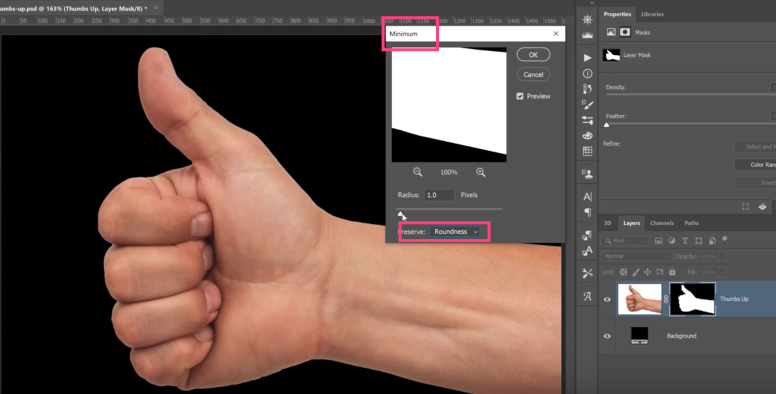 umbs-up.psd @ 163% (Thumbs Up, Layer Mask/8) *
Minimum
OK
Cancel
Preview
100%
Radius: 1.0 Pixels
Preserve: Roundness
Properties Libraries
Masks
Layer Mask
Density:
Feather:
Refine:
Select and M
Color Ran
Invert
3D Layers Channels Paths
Kind
Normal Opacity: 100%
Lock: Fill: 100%
Thumbs Up
Background